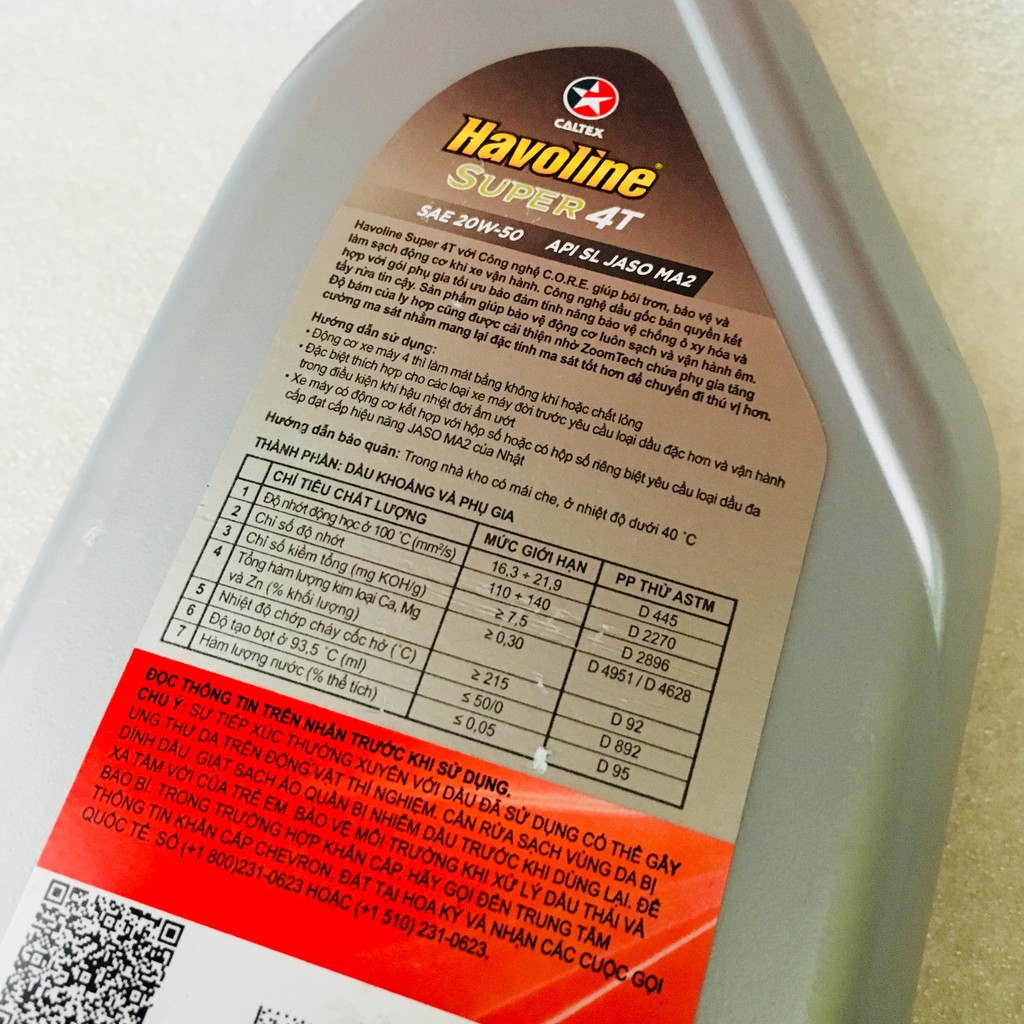 CALTEX
Havoline®
SUPER 4T
SAE 20W-50 API SL JASO MA2
Havoline Super 4T với Công nghệ C.O.R.E. giúp bôi trơn, bảo vệ và
làm sạch động cơ khi xe vận hành. Công nghệ dầu gốc bản quyền kết
hợp với gói phụ gia tối ưu bảo đảm tính năng bảo vệ chống ô xy hóa và
tẩy rửa tin cậy. Sản phẩm giúp bảo vệ động cơ luôn sạch và vận hành êm.
Độ bám của ly hợp cũng được cải thiện nhờ ZoomTech chứa phụ gia tăng
cường ma sát nhằm mang lại đặc tính ma sát tốt hơn để chuyến đi thú vị hơn.
Hướng dẫn sử dụng:
• Động cơ xe máy 4 thì làm mát bằng không khí hoặc chất lỏng
• Đặc biệt thích hợp cho các loại xe máy đời trước yêu cầu loại dầu đặc hơn và vận hành
trong điều kiện khí hậu nhiệt đới ẩm ướt
• Xe máy có động cơ kết hợp với hộp số hoặc có hộp số riêng biệt yêu cầu loại dầu đa
cấp đạt cấp hiệu năng JASO MA2 của Nhật
Hướng dẫn bảo quản: Trong nhà kho có mái che, ở nhiệt độ dưới 40 °C
THÀNH PHẦN: DẦU KHOÁNG VÀ PHỤ GIA
CHỈ TIÊU CHẤT LƯỢNG MỨC GIỚI HẠN PP THỬ ASTM
1 Độ nhớt động học ở 100 °C (mm²/s) 16,3 ÷ 21,9 D 445
2 Chỉ số độ nhớt 110 ÷ 140 D 2270
3 Chỉ số kiềm tổng (mg KOH/g) ≥ 7,5 D 2896
4 Tổng hàm lượng kim loại Ca, Mg ≥ 0,30 D 4951 / D 4628
và Zn (% khối lượng)
5 Nhiệt độ chớp cháy cốc hở (°C) ≥ 215 D 92
6 Độ tạo bọt ở 93,5 °C (ml) ≤ 50/0 D 892
7 Hàm lượng nước (% thể tích) ≤ 0,05 D 95
ĐỌC THÔNG TIN TRÊN NHÃN TRƯỚC KHI SỬ DỤNG.
CHÚ Ý: SỰ TIẾP XÚC THƯỜNG XUYÊN VỚI DẦU ĐÃ SỬ DỤNG CÓ THỂ GÂY
UNG THƯ DA TRÊN ĐỘNG VẬT THÍ NGHIỆM. CẦN RỬA SẠCH VÙNG DA BỊ
DÍNH DẦU. GIẶT SẠCH ÁO QUẦN BỊ NHIỄM DẦU TRƯỚC KHI DÙNG LẠI. ĐỂ
XA TẦM VỚI CỦA TRẺ EM. BẢO VỆ MÔI TRƯỜNG KHI XỬ LÝ DẦU THẢI VÀ
BAO BÌ. TRONG TRƯỜNG HỢP KHẨN CẤP. HÃY GỌI ĐẾN TRUNG TÂM
THÔNG TIN KHẨN CẤP CHEVRON. ĐẶT TẠI HOA KỲ VÀ NHẬN CÁC CUỘC GỌI
QUỐC TẾ. SỐ (+1 800)231-0623 HOẶC (+1 510) 231-0623.